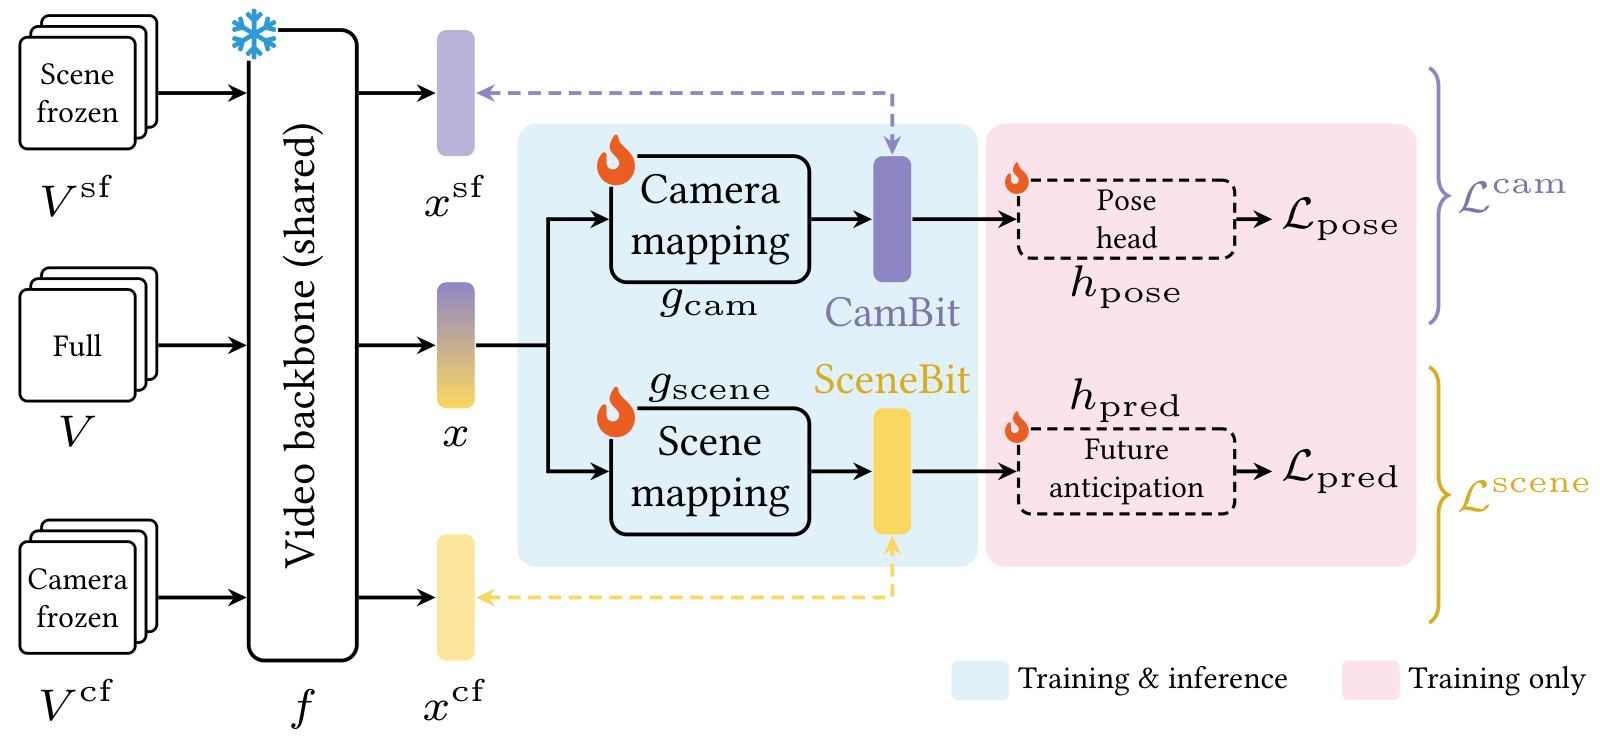 Scene
frozen
V^sf
Full
V
Camera
frozen
V^cf
Video backbone (shared)
f
x^sf
x
x^cf
Camera
mapping
g_cam
CamBit
g_scene
SceneBit
Scene
mapping
Pose
head
h_pose
ℒ_pose
h_pred
Future
anticipation
ℒ_pred
ℒ^cam
ℒ^scene
Training & inference
Training only